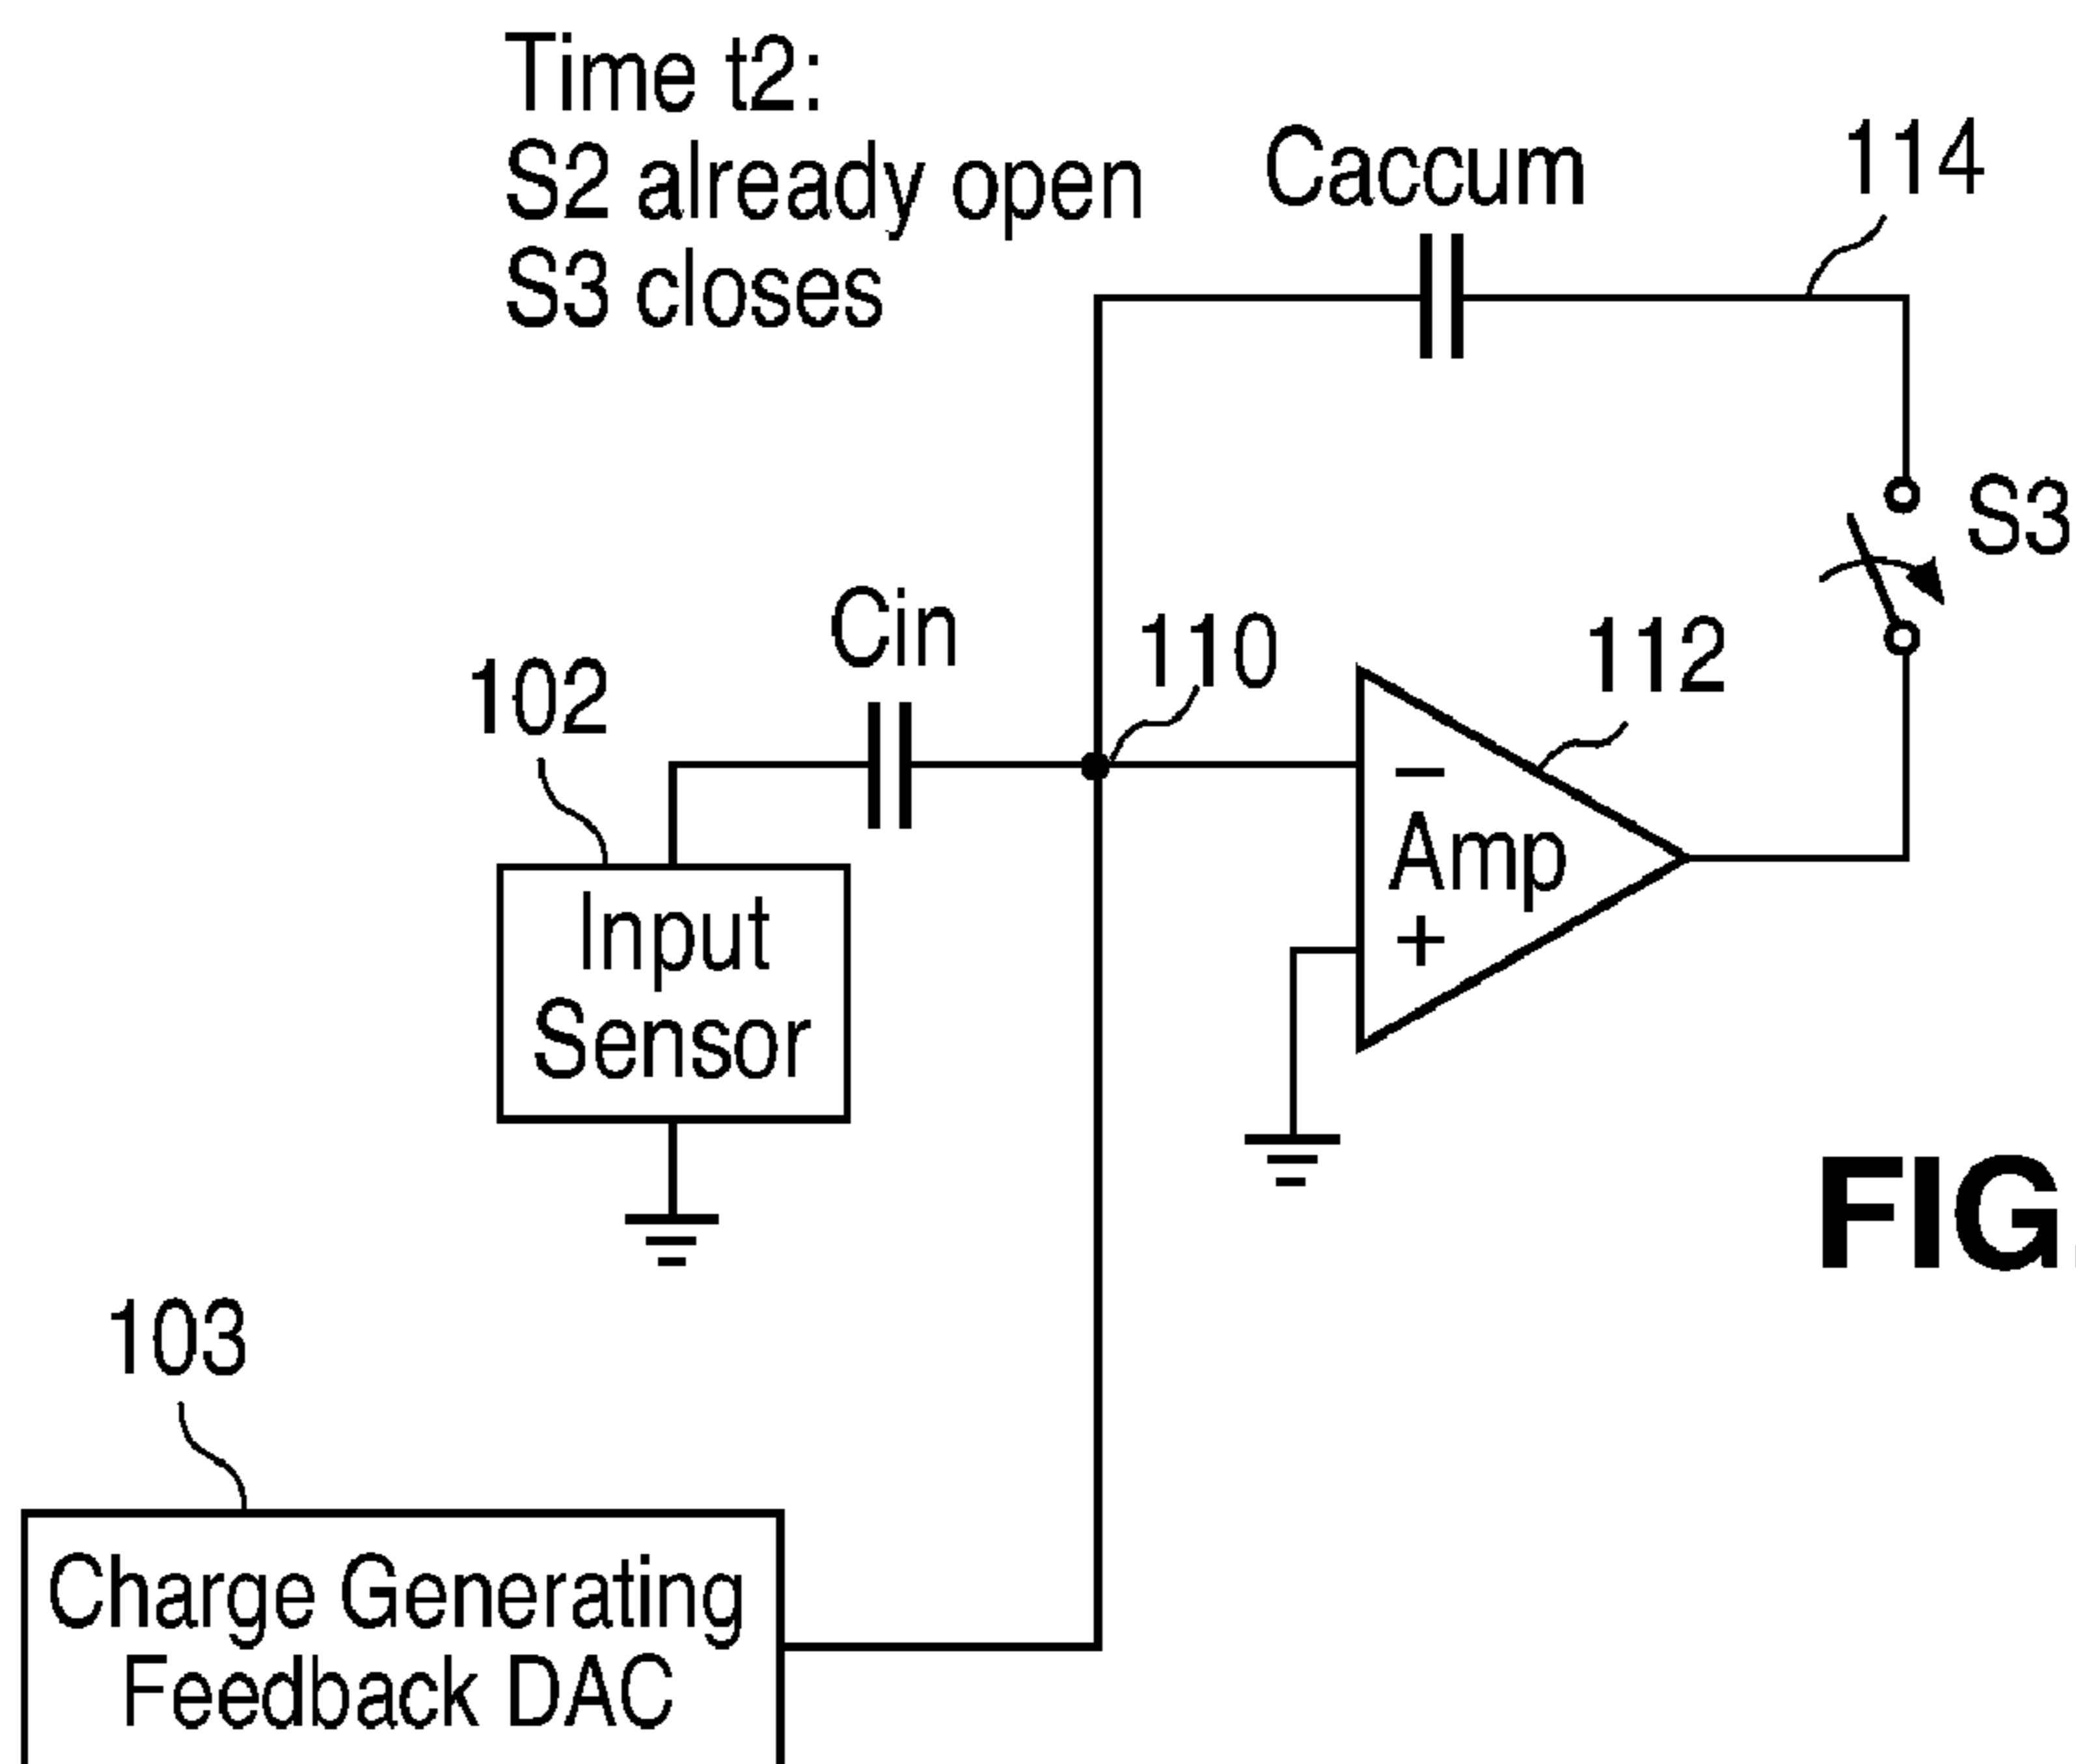 Time t2:
S2 already open
S3 closes
Caccum
114
S3
Cin
110
112
102
−
Amp
+
Input
Sensor
FIG.
103
Charge Generating
Feedback DAC